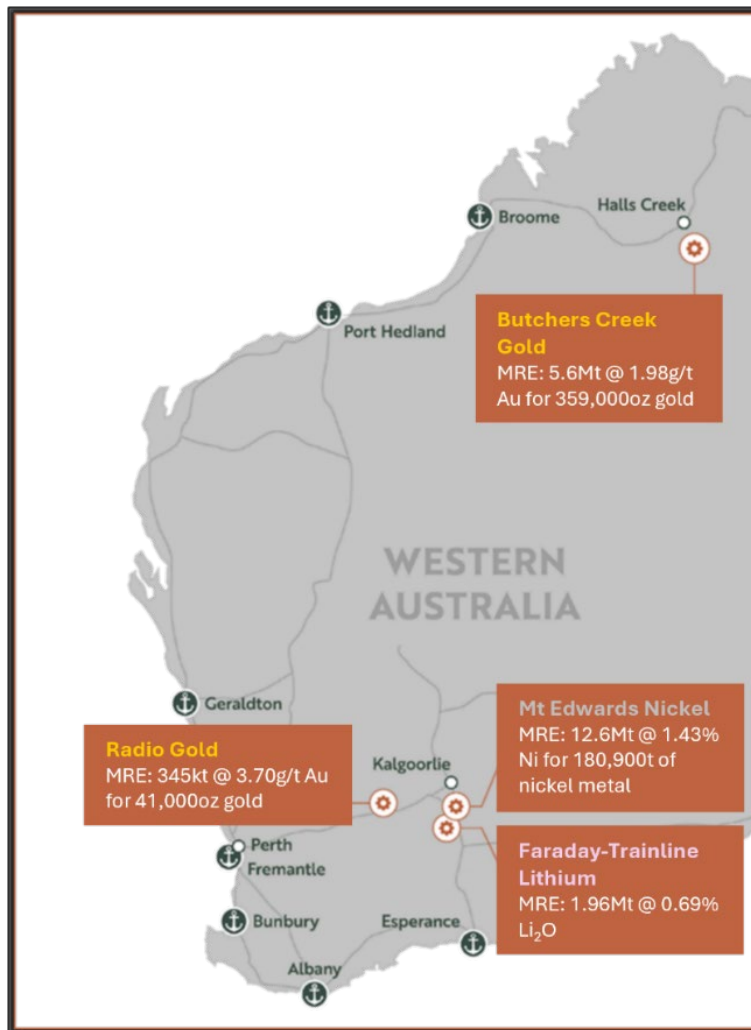 Halls Creek
Broome
Port Hedland
Butchers Creek
Gold
MRE: 5.6Mt @ 1.98g/t
Au for 359,000oz gold
WESTERN
AUSTRALIA
Geraldton
Mt Edwards Nickel
MRE: 12.6Mt @ 1.43%
Ni for 180,900t of
nickel metal
Radio Gold
MRE: 345kt @ 3.70g/t Au
for 41,000oz gold
Kalgoorlie
Perth
Fremantle
Faraday-Trainline
Lithium
MRE: 1.96Mt @ 0.69%
Li₂O
Bunbury
Esperance
Albany